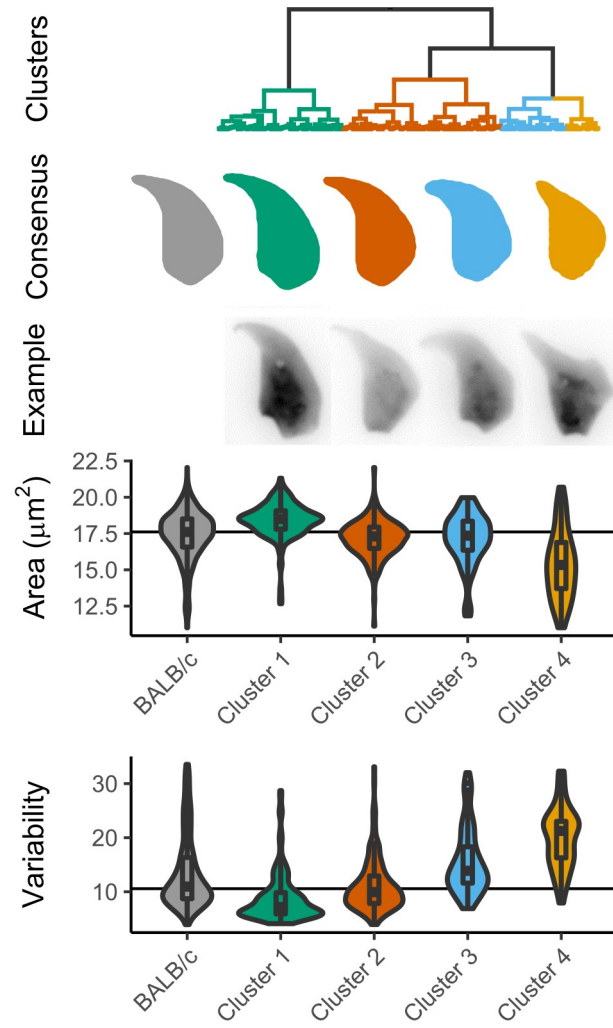 Clusters
Consensus
Example
Area (μm²)
22.5
20.0
17.5
15.0
12.5
BALB/c
Cluster 1
Cluster 2
Cluster 3
Cluster 4
Variability
30
20
10
BALB/c
Cluster 1
Cluster 2
Cluster 3
Cluster 4